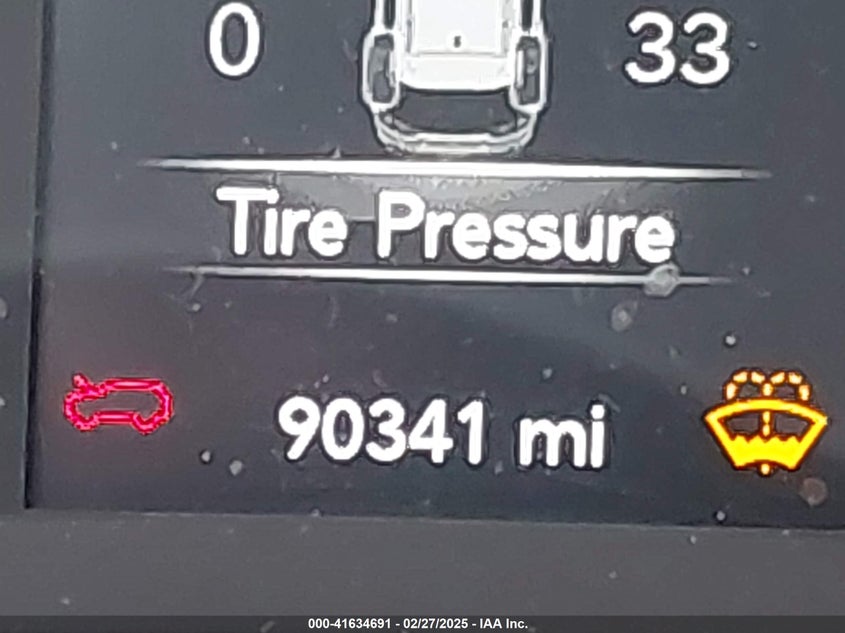 0 33
Tire Pressure
90341 mi
000-41634691 - 02/27/2025 - IAA Inc.